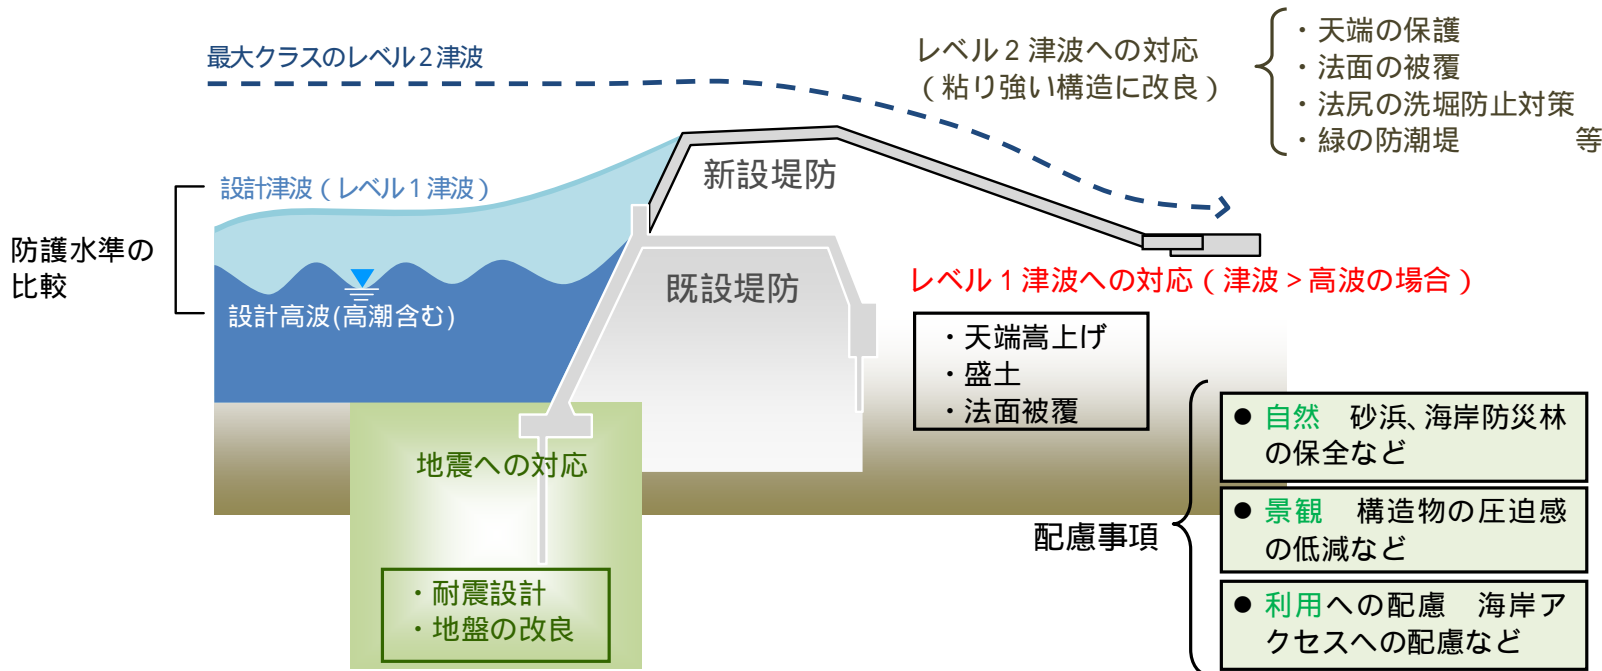 最大クラスのレベル2津波
レベル2津波への対応
（粘り強い構造に改良）
・天端の保護
・法面の被覆
・法尻の洗堀防止対策
・緑の防潮堤　　　　等
設計津波（レベル1津波）
新設堤防
防護水準の
比較
既設堤防
設計高波(高潮含む)
レベル1津波への対応（津波＞高波の場合）
・天端嵩上げ
・盛土
・法面被覆
地震への対応
・耐震設計
・地盤の改良
配慮事項
● 自然　砂浜、海岸防災林
の保全など
● 景観　構造物の圧迫感
の低減など
● 利用への配慮　海岸ア
クセスへの配慮など